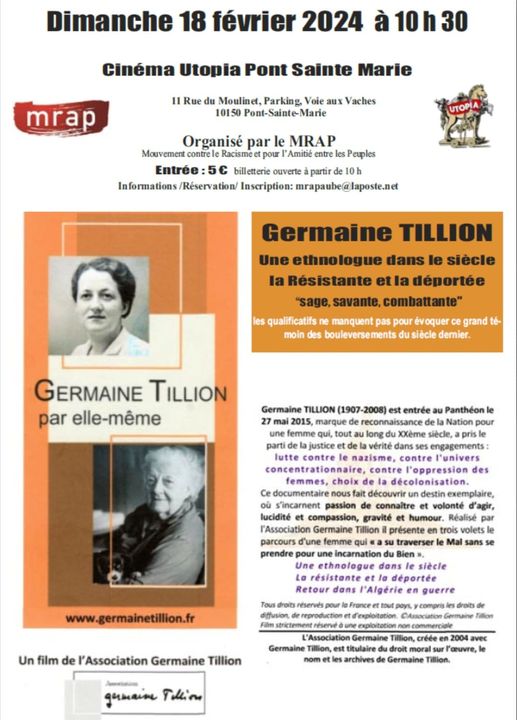 Dimanche 18 février 2024 à 10 h 30
Cinéma Utopia Pont Sainte Marie
mrap
11 Rue du Moulinet, Parking, Voie aux Vaches
10150 Pont-Sainte-Marie
UTOPIA
Organisé par le MRAP
Mouvement contre le Racisme et pour l'Amitié entre les Peuples
Entrée : 5 € billetterie ouverte à partir de 10 h
Informations /Réservation/ Inscription: mrapaube@laposte.net
GERMAINE TILLION
par elle-même
www.germainetillion.fr
Un film de l'Association Germaine Tillion
Association
germaine Tillion
Germaine TILLION
Une ethnologue dans le siècle
la Résistante et la déportée
“sage, savante, combattante”
les qualificatifs ne manquent pas pour évoquer ce grand té-
moin des bouleversements du siècle dernier.
Germaine TILLION (1907-2008) est entrée au Panthéon le
27 mai 2015, marque de reconnaissance de la Nation pour
une femme qui, tout au long du XXème siècle, a pris le
parti de la justice et de la vérité dans ses engagements :
lutte contre le nazisme, contre l'univers
concentrationnaire, contre l'oppression des
femmes, choix de la décolonisation.
Ce documentaire nous fait découvrir un destin exemplaire,
où s'incarnent passion de connaître et volonté d'agir,
lucidité et compassion, gravité et humour. Réalisé par
l'Association Germaine Tillion il présente en trois volets le
parcours d'une femme qui « a su traverser le Mal sans se
prendre pour une incarnation du Bien ».
Une ethnologue dans le siècle
La résistante et la déportée
Retour dans l'Algérie en guerre
Tous droits réservés pour la France et tout pays, y compris les droits de
diffusion, de reproduction et d'exploitation. ©Association Germaine Tillion
Film strictement réservé à une exploitation non commerciale
L'Association Germaine Tillion, créée en 2004 avec
Germaine Tillion, est titulaire du droit moral sur l'œuvre, le
nom et les archives de Germaine Tillion.